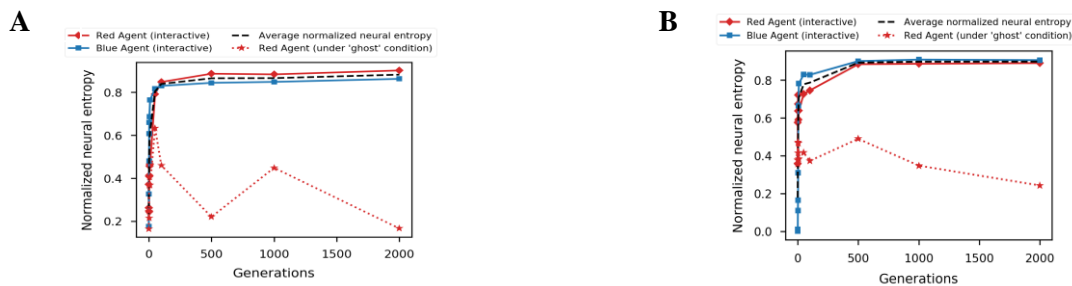 A
Red Agent (interactive)
Blue Agent (interactive)
Average normalized neural entropy
Red Agent (under 'ghost' condition)
Normalized neural entropy
0.8
0.6
0.4
0.2
0 500 1000 1500 2000
Generations
B
Red Agent (interactive)
Blue Agent (interactive)
Average normalized neural entropy
Red Agent (under 'ghost' condition)
Normalized neural entropy
0.8
0.6
0.4
0.2
0.0
0 500 1000 1500 2000
Generations